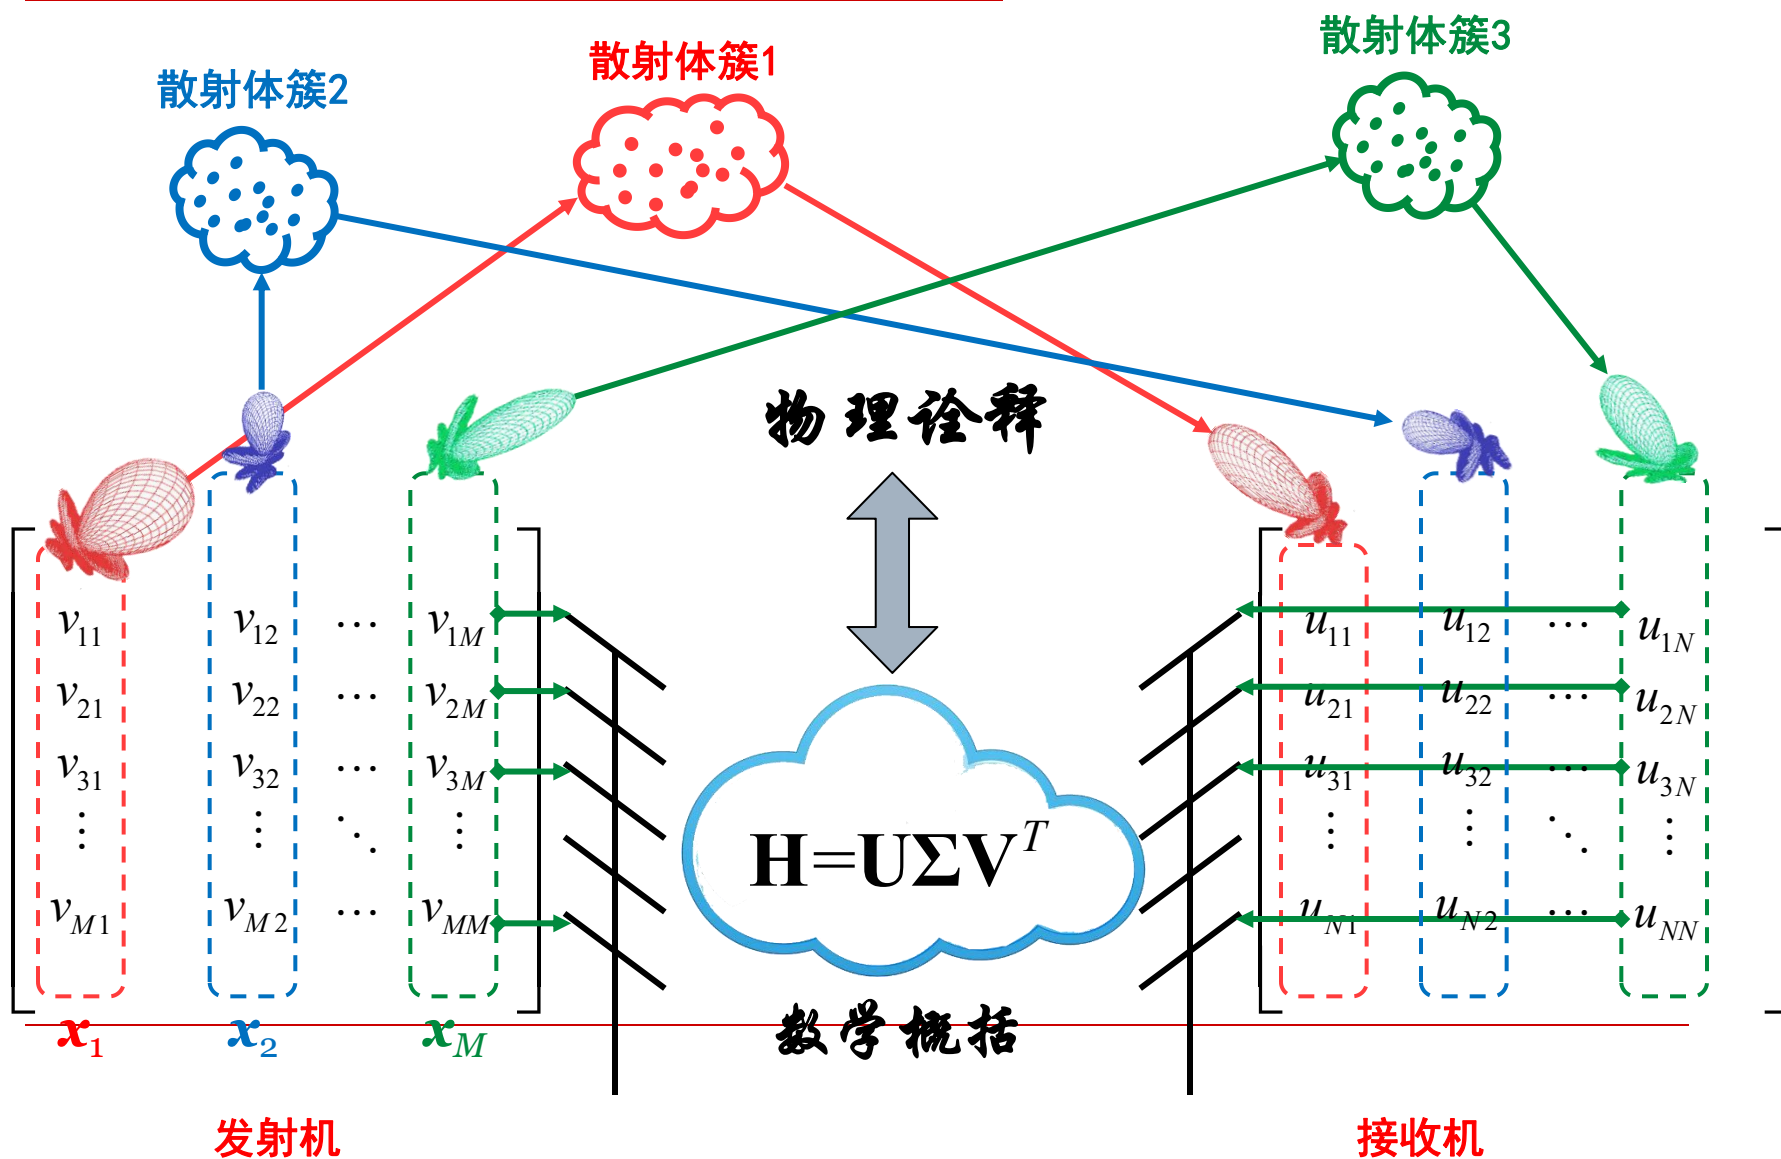 散射体簇3
散射体簇1
散射体簇2
物理诠释
v11 v12 ⋯ v1M
u11 u12 ⋯ u1N
v21 v22 ⋯ v2M
u21 u22 ⋯ u2N
v31 v32 ⋯ v3M
u31 u32 ⋯ u3N
⋮ ⋮ ⋱ ⋮
⋮ ⋮ ⋱ ⋮
H=UΣV^T
vM1 vM2 ⋯ vMM
uN1 uN2 ⋯ uNN
x1 x2 xM
数学概括
发射机
接收机